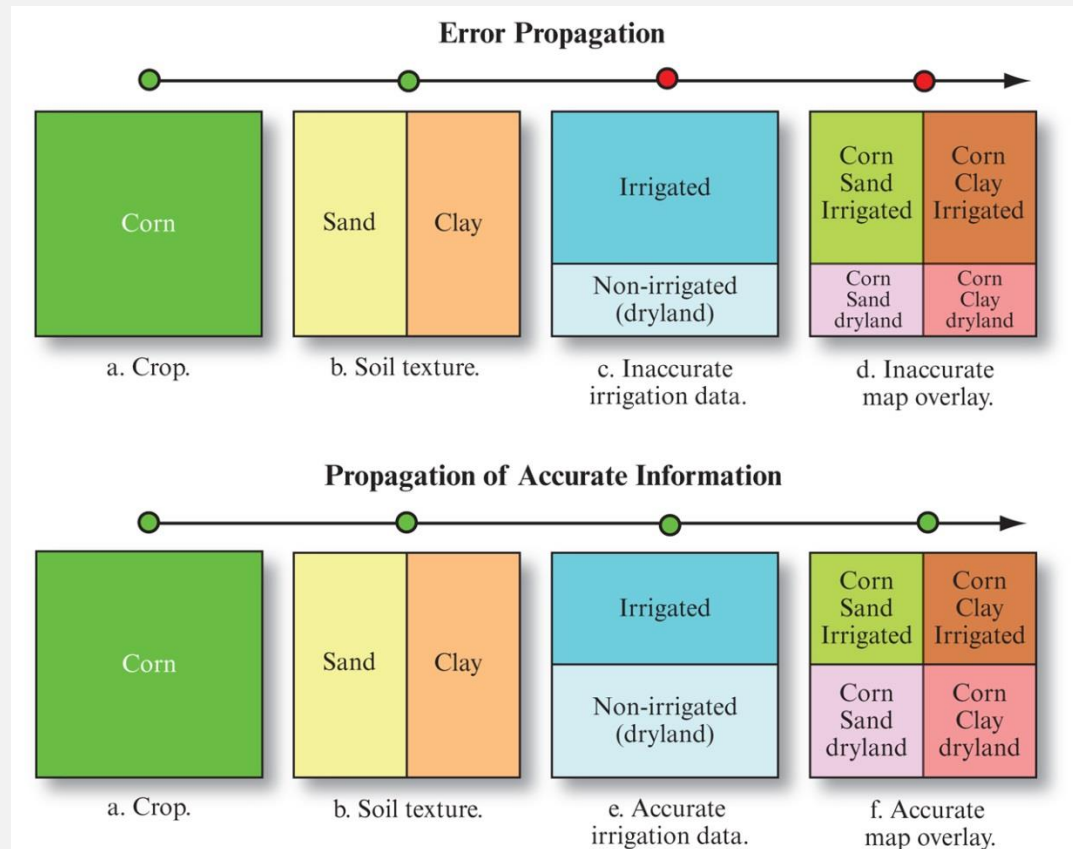 Error Propagation
Corn
Sand
Clay
Irrigated
Non-irrigated
(dryland)
Corn
Sand
Irrigated
Corn
Clay
Irrigated
Corn
Sand
dryland
Corn
Clay
dryland
a. Crop.
b. Soil texture.
c. Inaccurate
irrigation data.
d. Inaccurate
map overlay.
Propagation of Accurate Information
Corn
Sand
Clay
Irrigated
Non-irrigated
(dryland)
Corn
Sand
Irrigated
Corn
Clay
Irrigated
Corn
Sand
dryland
Corn
Clay
dryland
a. Crop.
b. Soil texture.
e. Accurate
irrigation data.
f. Accurate
map overlay.